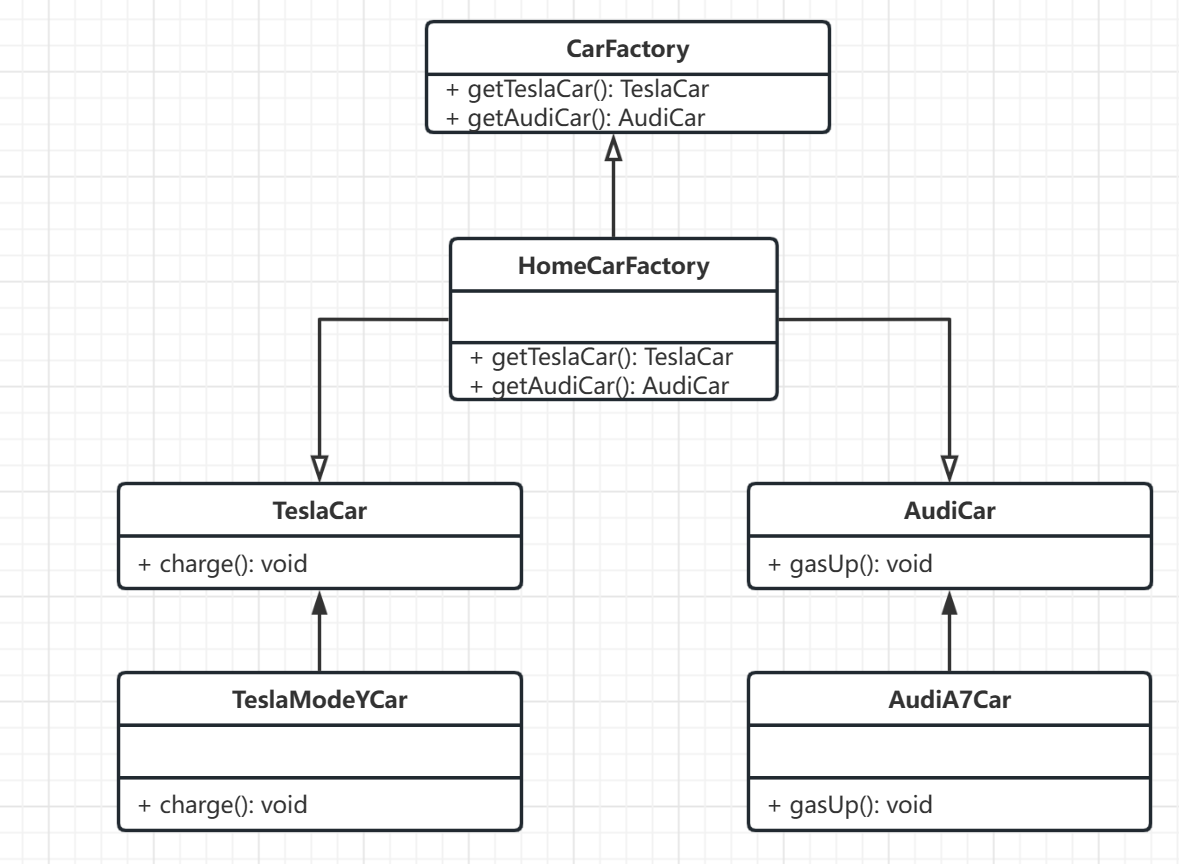 CarFactory
+ getTeslaCar(): TeslaCar
+ getAudiCar(): AudiCar
HomeCarFactory
+ getTeslaCar(): TeslaCar
+ getAudiCar(): AudiCar
TeslaCar
+ charge(): void
AudiCar
+ gasUp(): void
TeslaModeYCar
+ charge(): void
AudiA7Car
+ gasUp(): void